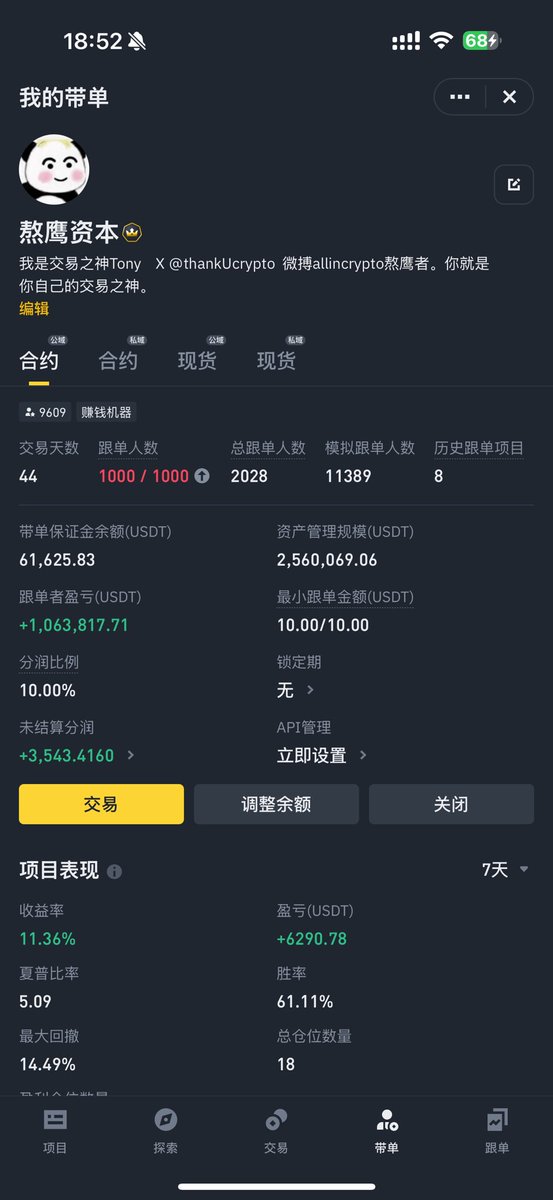 18:52
68
我的带单
熬鹰资本
我是交易之神Tony X @thankUcrypto 微搏allincrypto熬鹰者。你就是
你自己的交易之神。
编辑
公域 私域 公域 私域
合约 合约 现货 现货
9609 赚钱机器
交易天数 跟单人数 总跟单人数 模拟跟单人数 历史跟单项目
44 1000 / 1000 2028 11389 8
带单保证金余额(USDT) 资产管理规模(USDT)
61,625.83 2,560,069.06
跟单者盈亏(USDT) 最小跟单金额(USDT)
+1,063,817.71 10.00/10.00
分润比例 锁定期
10.00% 无
未结算分润 API管理
+3,543.4160 立即设置
交易 调整余额 关闭
项目表现 7天
收益率 盈亏(USDT)
11.36% +6290.78
夏普比率 胜率
5.09 61.11%
最大回撤 总仓位数量
14.49% 18
项目 探索 交易 带单 跟单